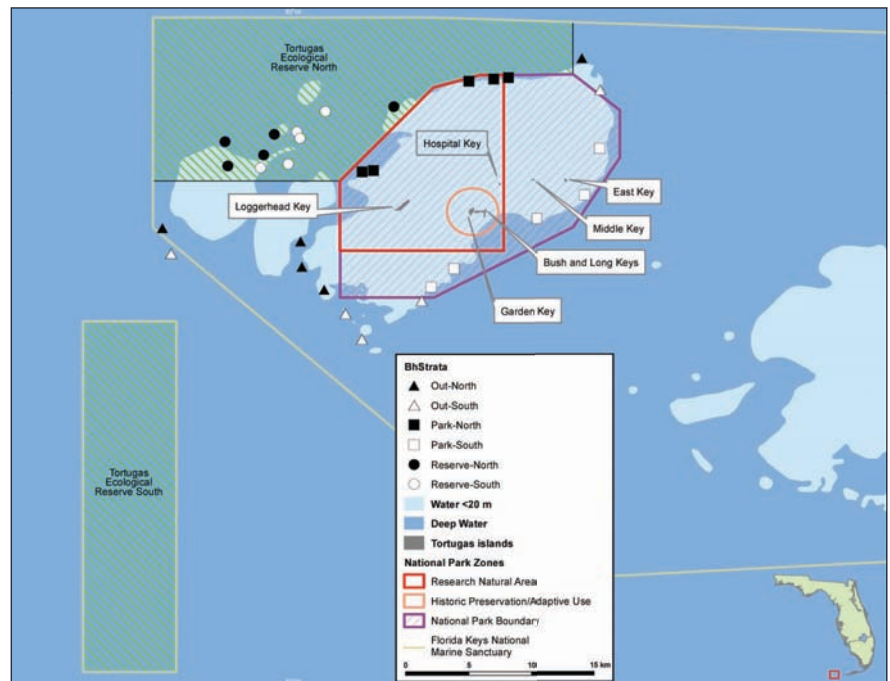 Tortugas
Ecological
Reserve North
Hospital Key
Loggerhead Key
East Key
Middle Key
Bush and Long Keys
Garden Key
Tortugas
Ecological
Reserve South
BhStrata
Out-North
Out-South
Park-North
Park-South
Reserve-North
Reserve-South
Water <20 m
Deep Water
Tortugas islands
National Park Zones
Research Natural Area
Historic Preservation/Adaptive Use
National Park Boundary
Florida Keys National
Marine Sanctuary
0 5 10 15 km